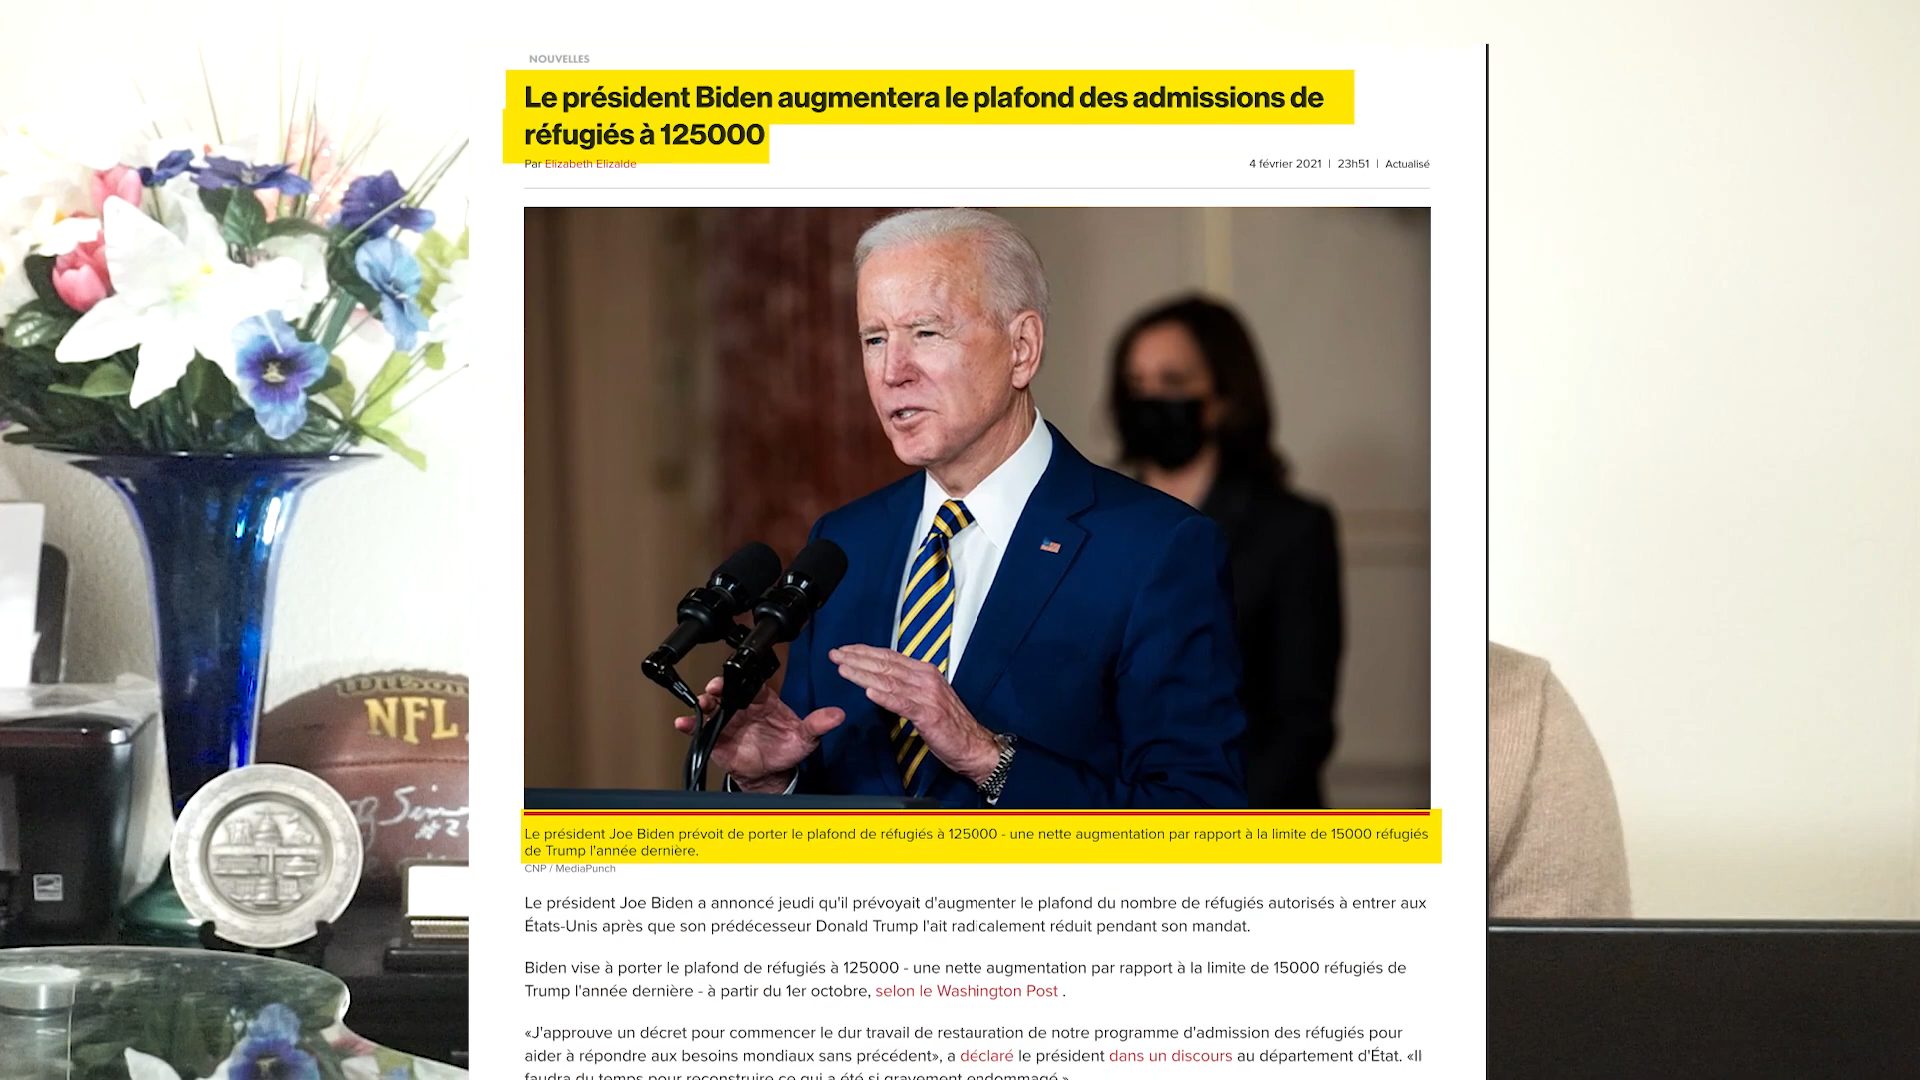 NOUVELLES
Le président Biden augmentera le plafond des admissions de
réfugiés à 125000
Par Elizabeth Elizalde
4 février 2021 | 23h51 | Actualisé
Le président Joe Biden prévoit de porter le plafond de réfugiés à 125000 - une nette augmentation par rapport à la limite de 15000 réfugiés
de Trump l'année dernière.
CNP / MediaPunch
Le président Joe Biden a annoncé jeudi qu'il prévoyait d'augmenter le plafond du nombre de réfugiés autorisés à entrer aux
États-Unis après que son prédécesseur Donald Trump l'ait radicalement réduit pendant son mandat.
Biden vise à porter le plafond de réfugiés à 125000 - une nette augmentation par rapport à la limite de 15000 réfugiés de
Trump l'année dernière - à partir du 1er octobre, selon le Washington Post .
«J'approuve un décret pour commencer le dur travail de restauration de notre programme d'admission des réfugiés pour
aider à répondre aux besoins mondiaux sans précédent», a déclaré le président dans un discours au département d'État. «Il
faudra du temps pour reconstruire ce qui a été si gravement endommagé.»
Wilson
NFL